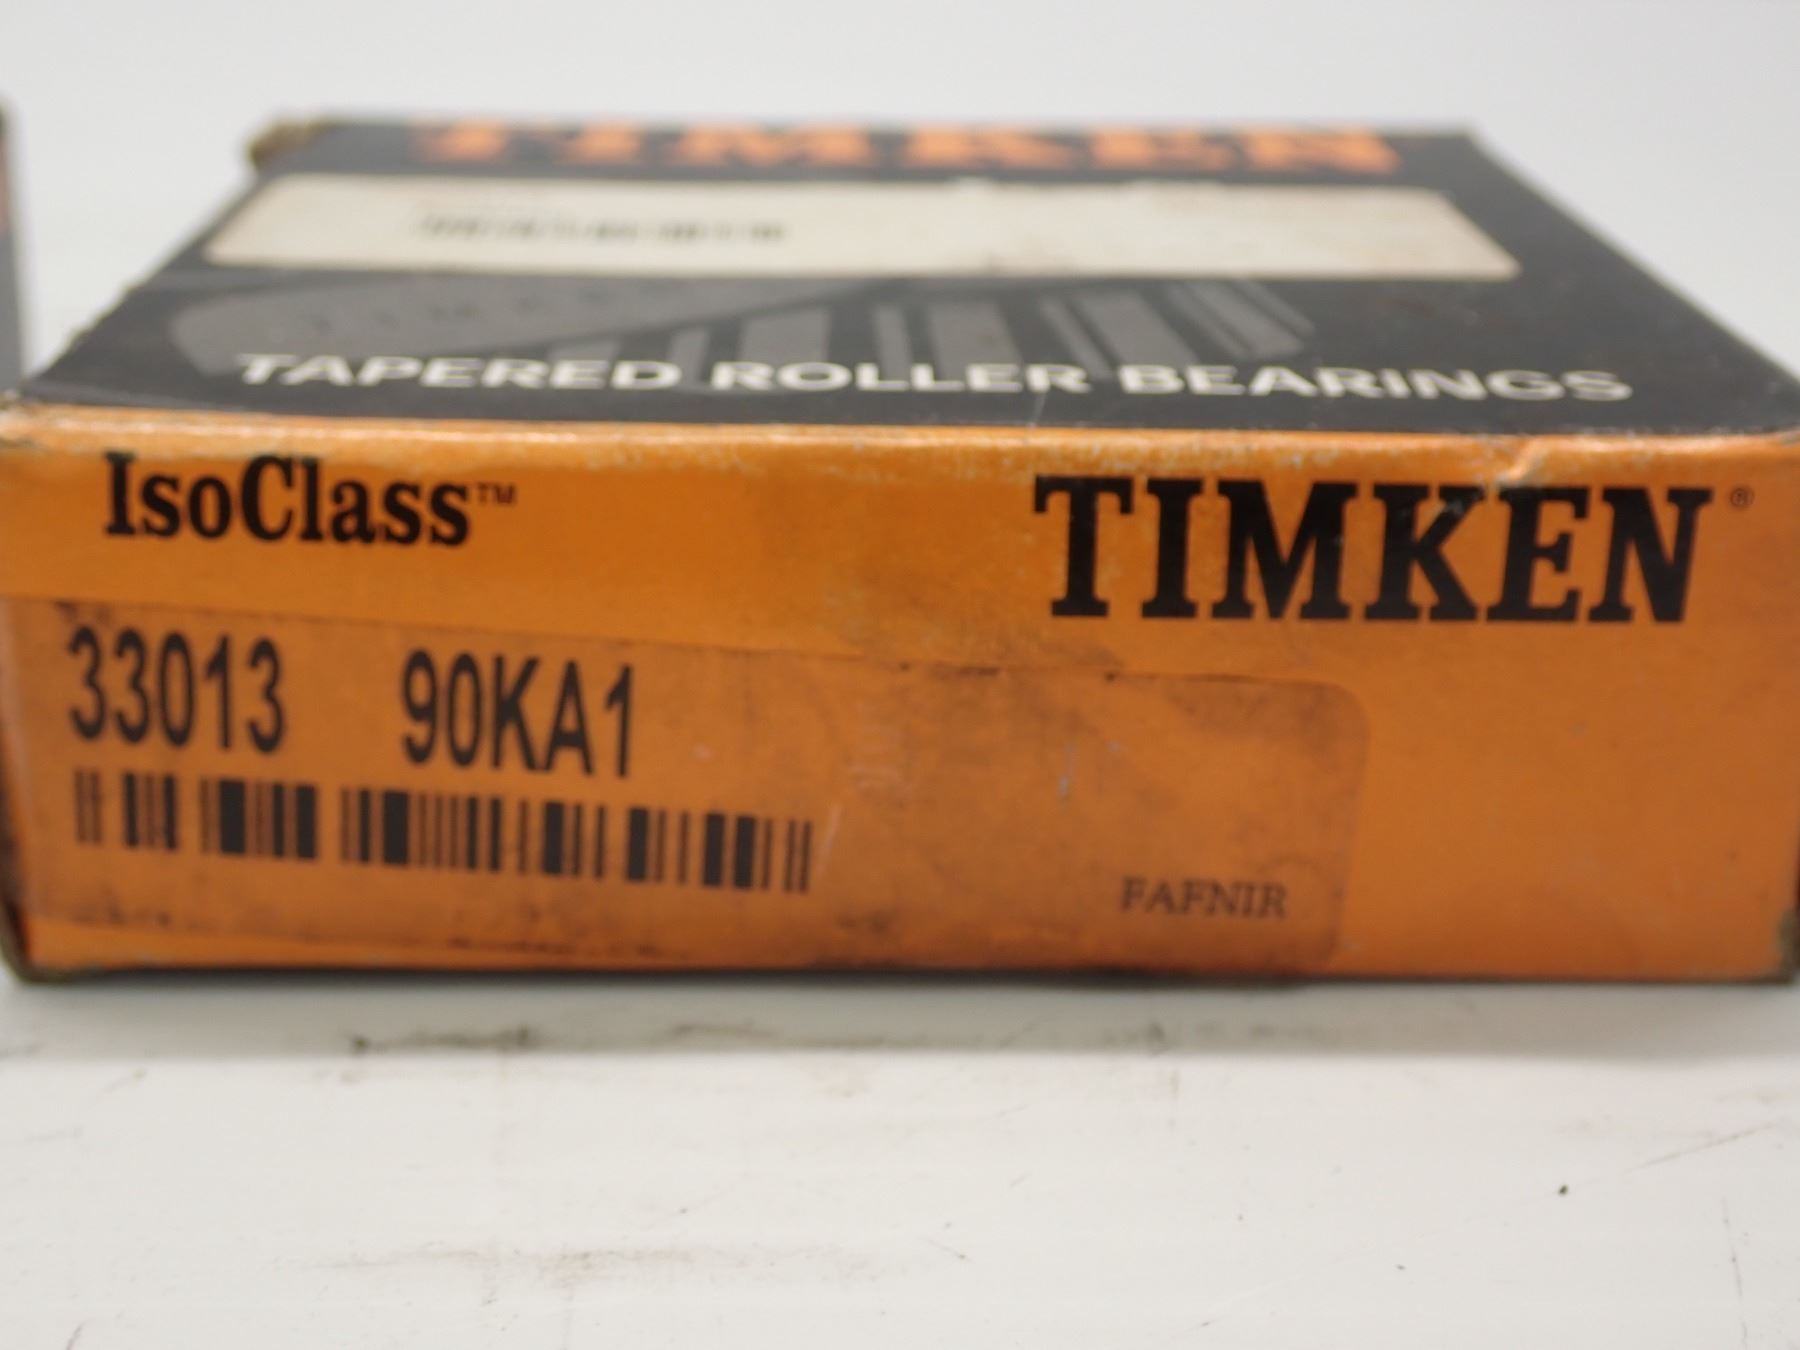 TIMKEN
TAPERED ROLLER BEARINGS
IsoClass™
TIMKEN®
33013 90KA1
FAFNIR